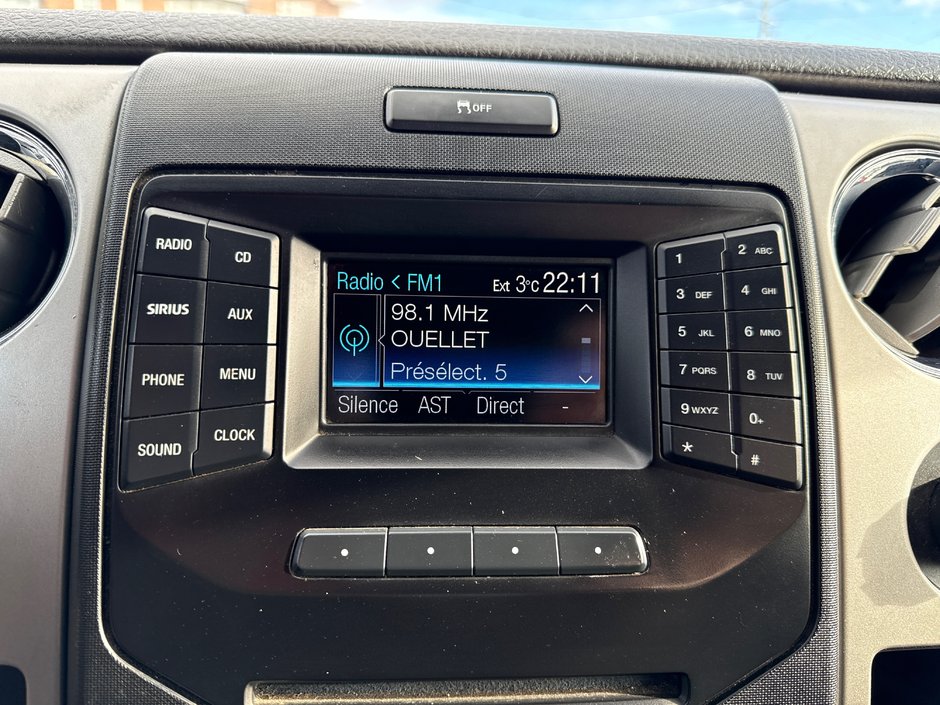 OFF
RADIO
CD
SIRIUS
AUX
PHONE
MENU
SOUND
CLOCK
Radio < FM1 Ext 3°C 22:11
98.1 MHz
OUELLET
Présélect. 5
Silence AST Direct -
1
2 ABC
3 DEF
4 GHI
5 JKL
6 MNO
7 PQRS
8 TUV
9 WXYZ
0+
*
#